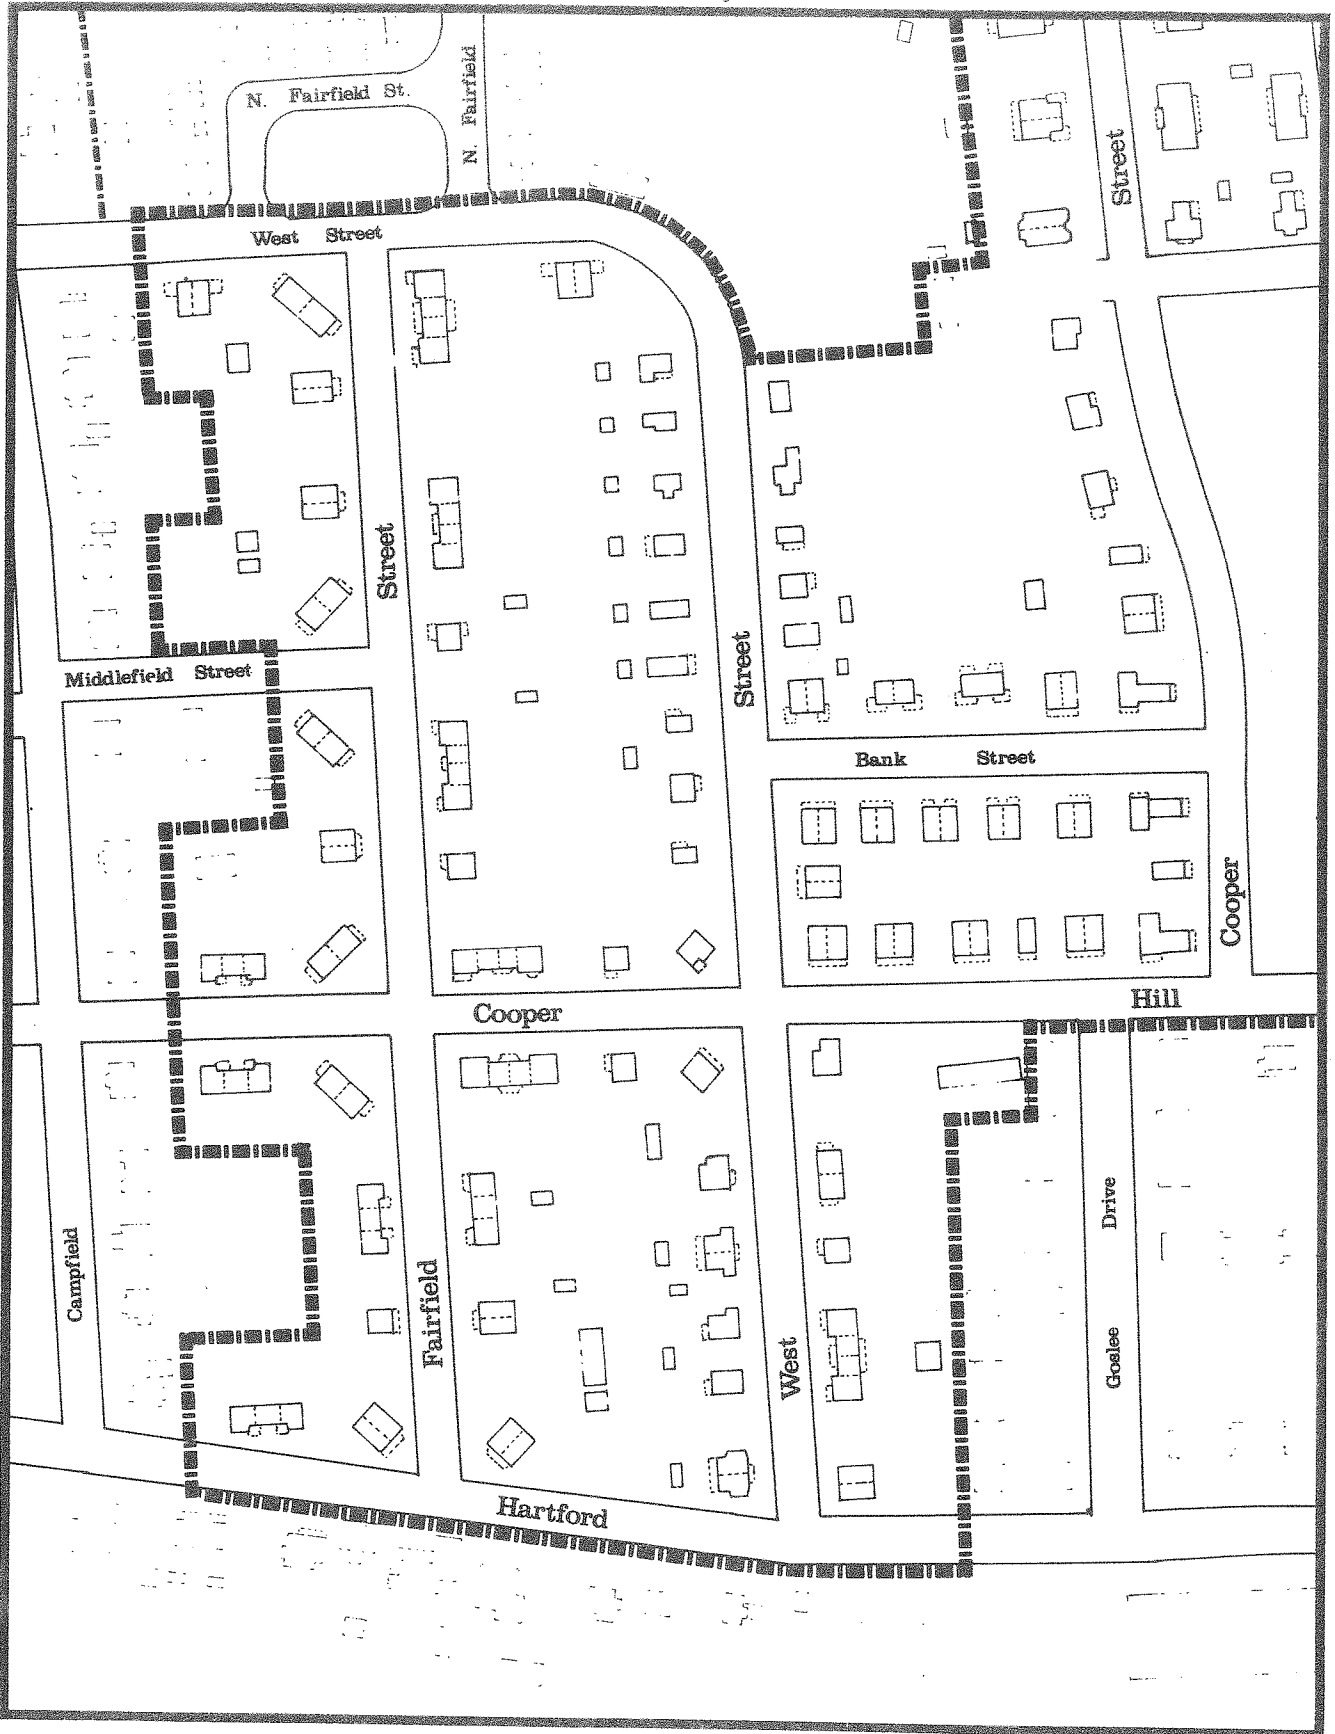 N. Fairfield St.
N. Fairfield
Street
West Street
Street
Middlefield Street
Street
Bank Street
Cooper
Cooper
Hill
Campfield
Fairfield
West
Drive
Goslee
Hartford